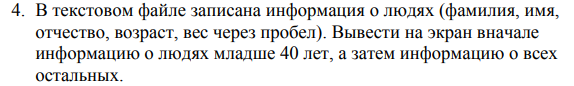 4. В текстовом файле записана информация о людях (фамилия, имя,
отчество, возраст, вес через пробел). Вывести на экран вначале
информацию о людях младше 40 лет, а затем информацию о всех
остальных.